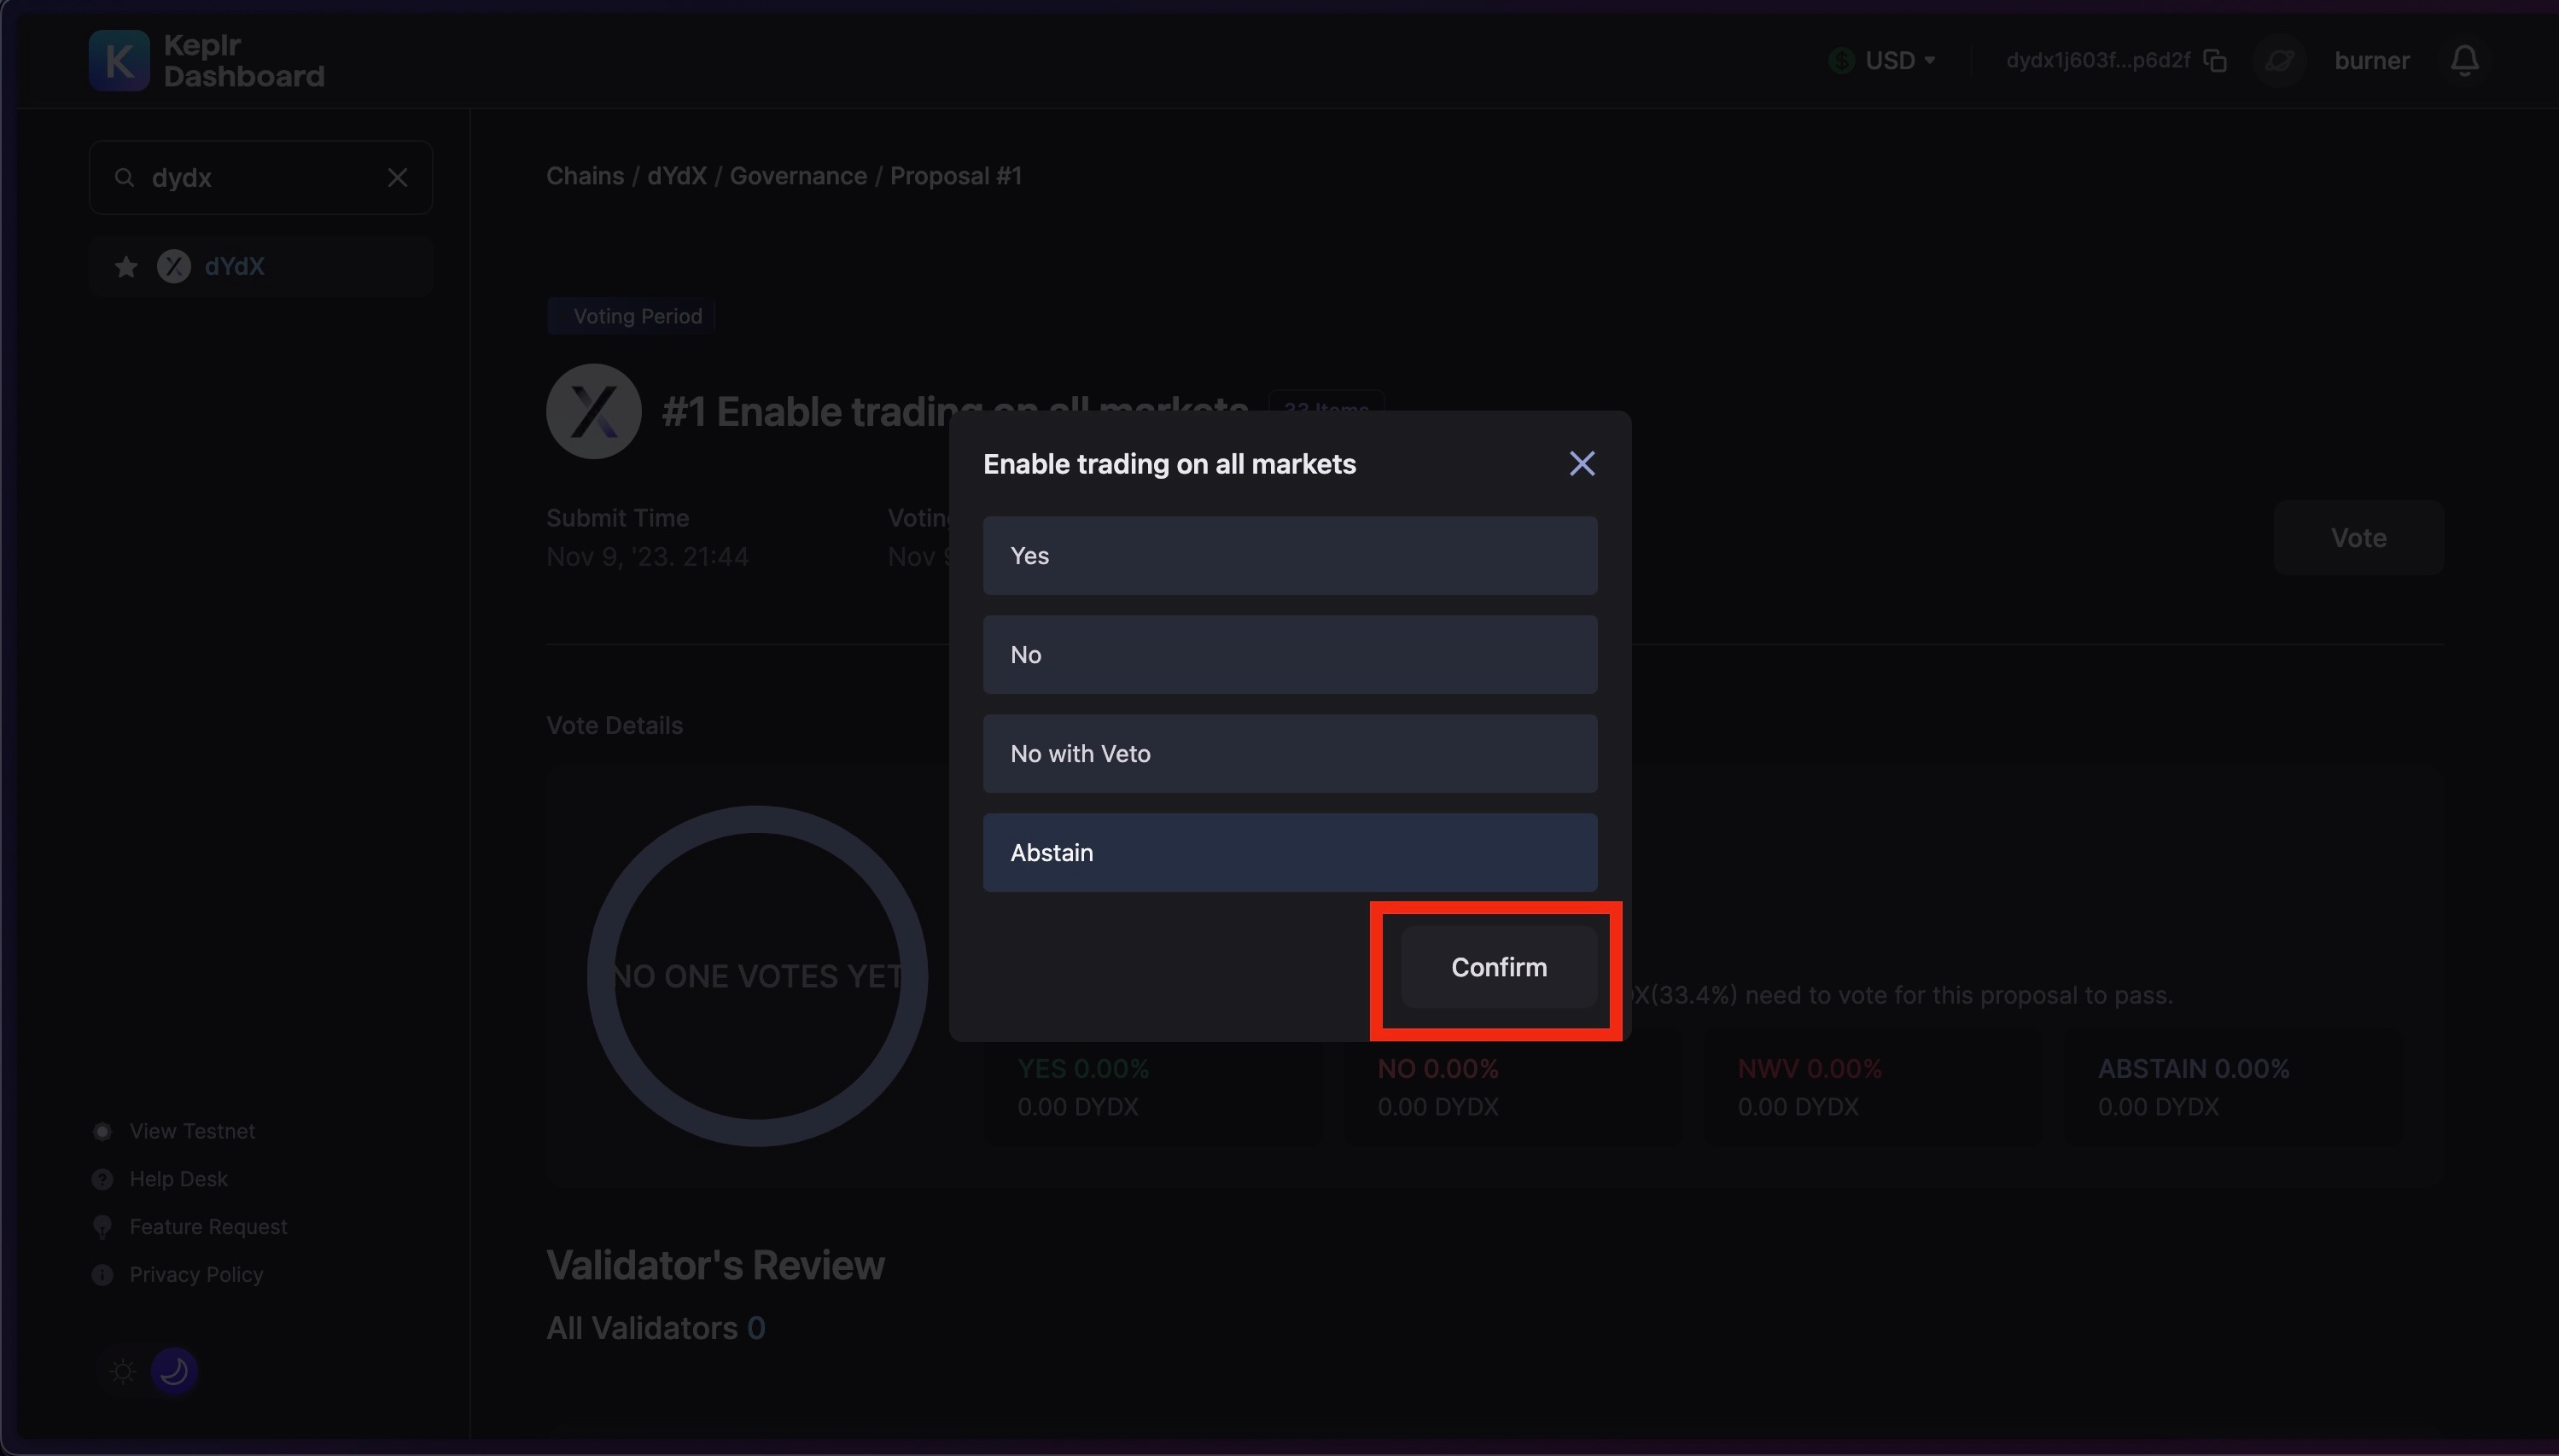 Keplr
Dashboard
USD
dydx1j603f...p6d2f
burner
dydx
dYdX
Chains / dYdX / Governance / Proposal #1
Voting Period
#1 Enable trading on all markets
33 Items
Submit Time
Nov 9, '23. 21:44
Voting
Nov 9
Vote
Enable trading on all markets
Yes
No
No with Veto
Abstain
Confirm
Vote Details
NO ONE VOTES YET
X(33.4%) need to vote for this proposal to pass.
YES 0.00%
0.00 DYDX
NO 0.00%
0.00 DYDX
NWV 0.00%
0.00 DYDX
ABSTAIN 0.00%
0.00 DYDX
View Testnet
Help Desk
Feature Request
Privacy Policy
Validator's Review
All Validators 0